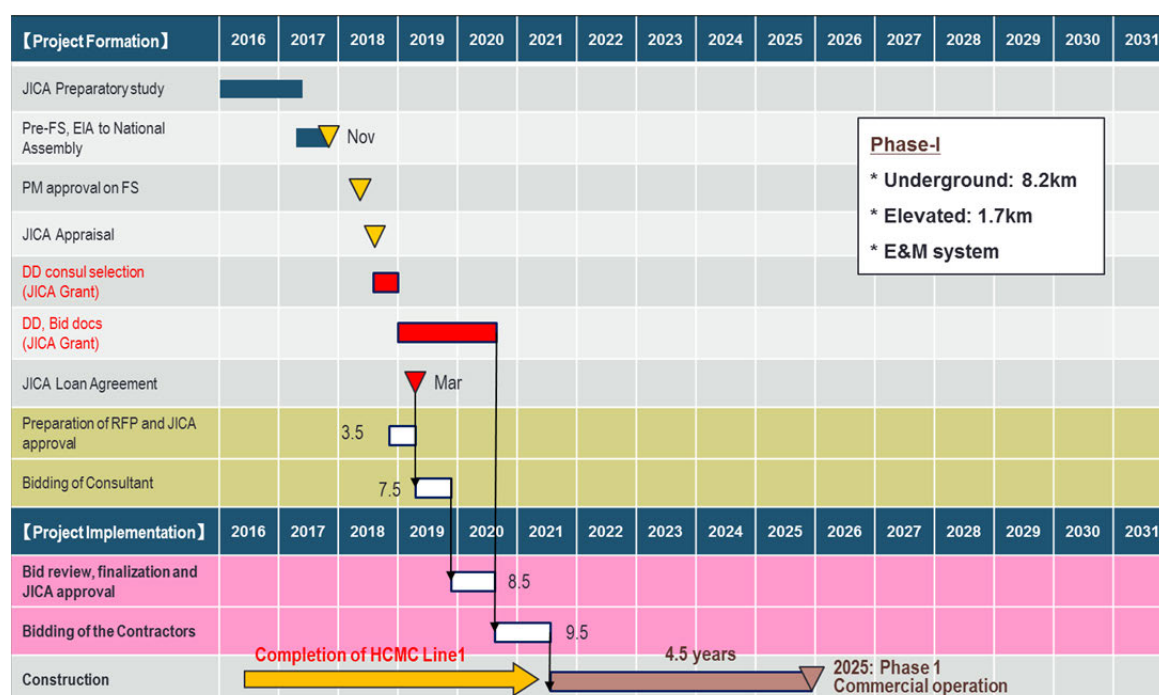 【Project Formation】 2016 2017 2018 2019 2020 2021 2022 2023 2024 2025 2026 2027 2028 2029 2030 2031
JICA Preparatory study
Pre-FS, EIA to National
Assembly
Nov
PM approval on FS
JICA Appraisal
DD consul selection
(JICA Grant)
DD, Bid docs
(JICA Grant)
JICA Loan Agreement
Mar
Preparation of RFP and JICA
approval
3.5
Bidding of Consultant
7.5
Phase-I
* Underground: 8.2km
* Elevated: 1.7km
* E&M system
【Project Implementation】 2016 2017 2018 2019 2020 2021 2022 2023 2024 2025 2026 2027 2028 2029 2030 2031
Bid review, finalization and
JICA approval
8.5
Bidding of the Contractors
9.5
Construction
Completion of HCMC Line1
4.5 years
2025: Phase 1
Commercial operation